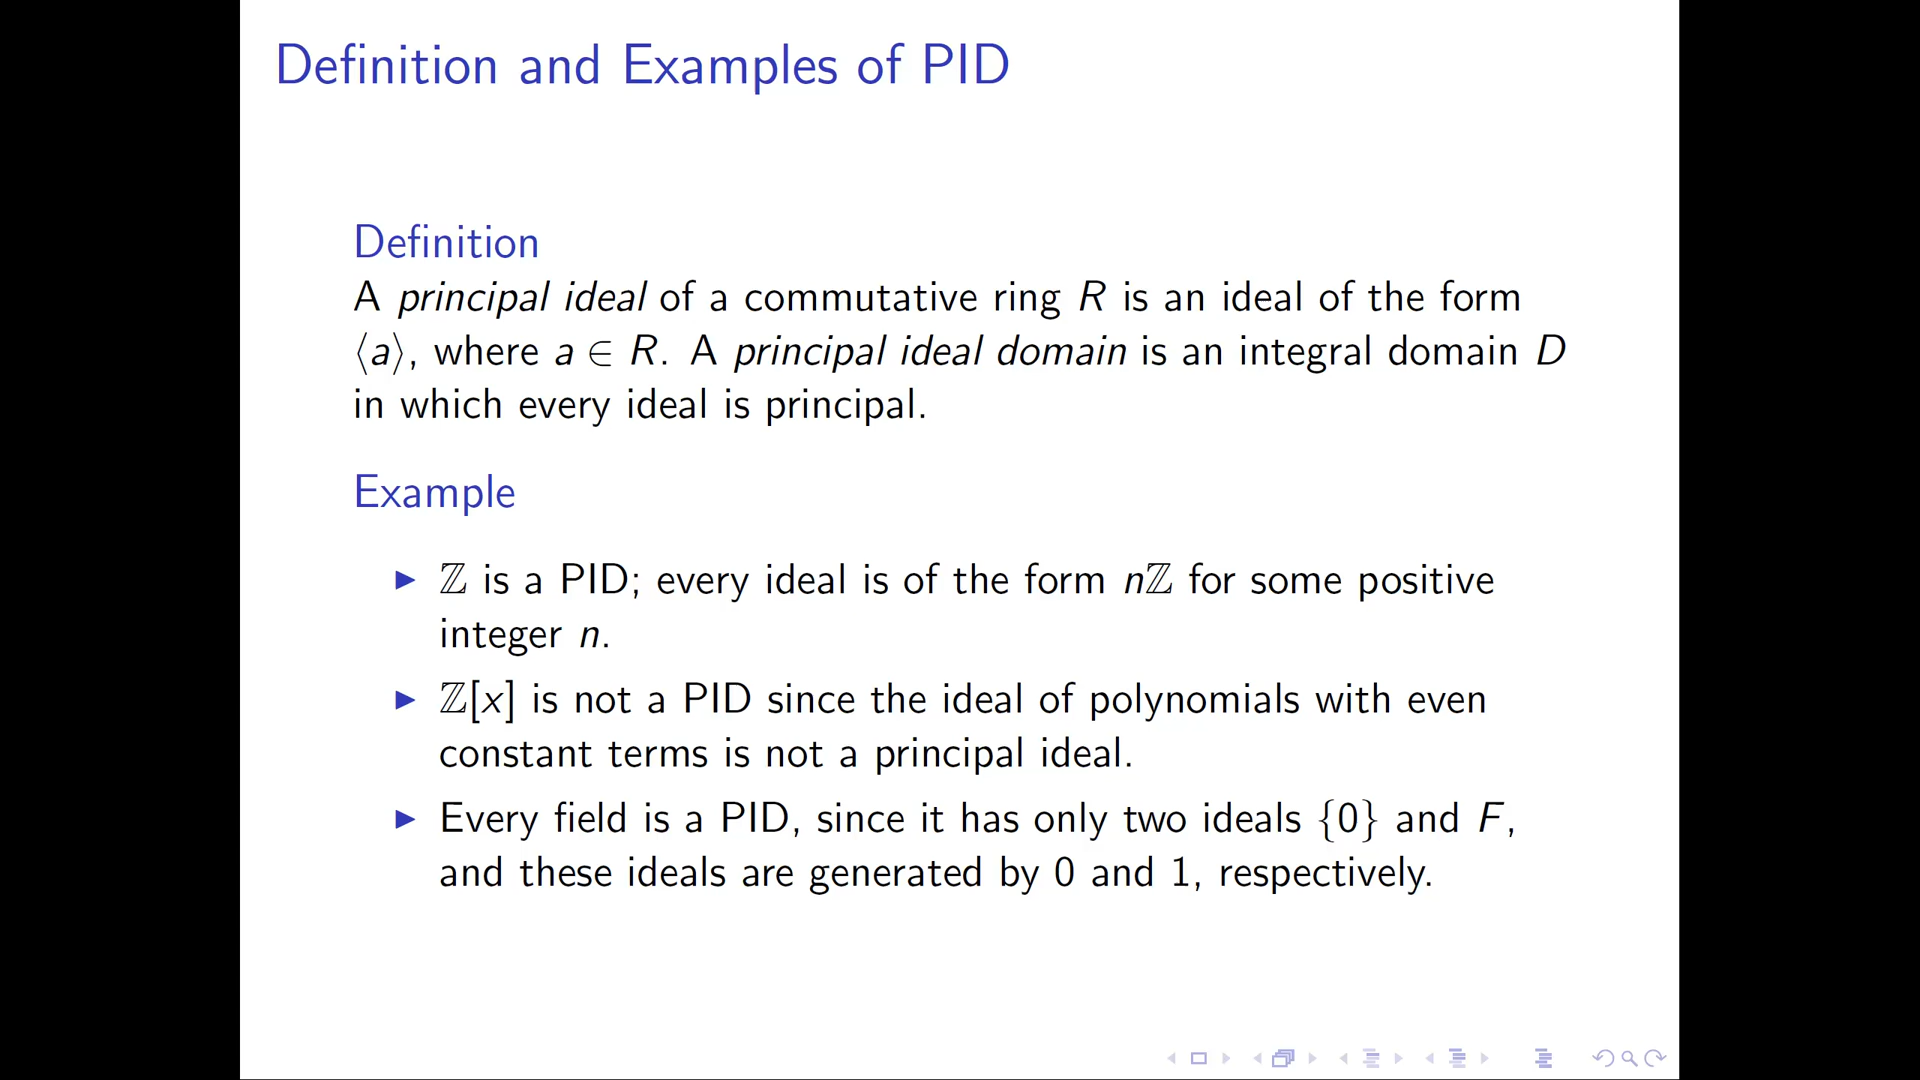 Definition and Examples of PID
Definition
A principal ideal of a commutative ring R is an ideal of the form
⟨a⟩, where a ∈ R. A principal ideal domain is an integral domain D
in which every ideal is principal.
Example
▶ ℤ is a PID; every ideal is of the form nℤ for some positive
integer n.
▶ ℤ[x] is not a PID since the ideal of polynomials with even
constant terms is not a principal ideal.
▶ Every field is a PID, since it has only two ideals {0} and F,
and these ideals are generated by 0 and 1, respectively.